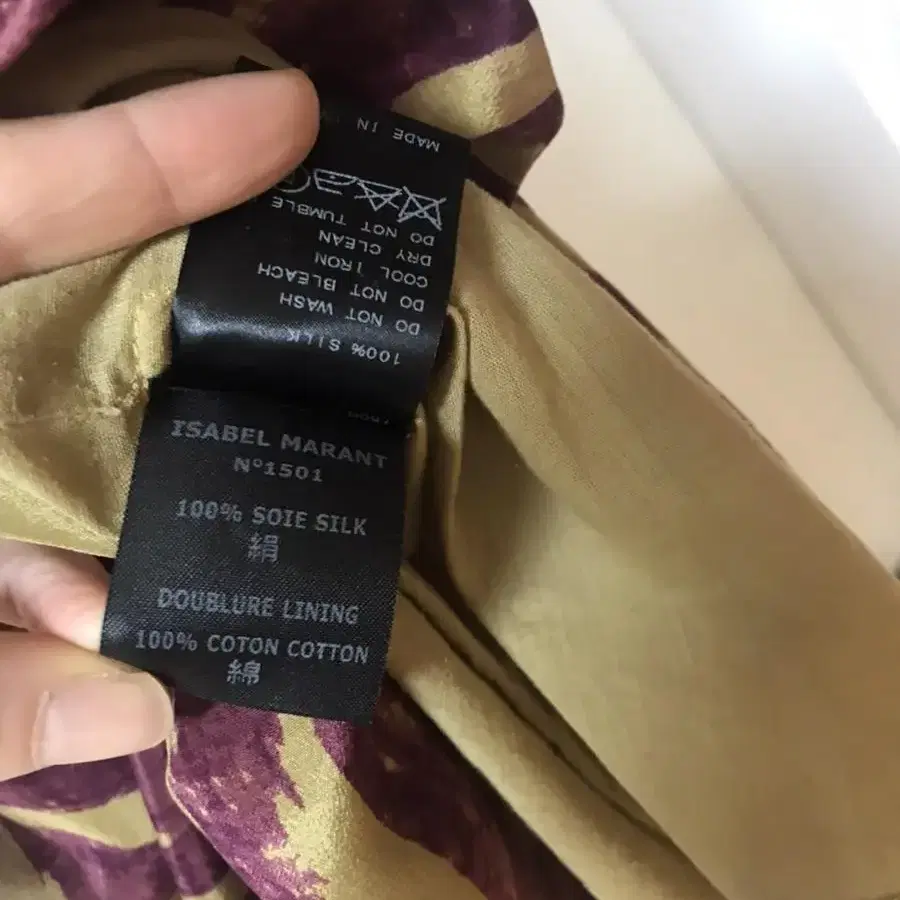 MADE IN
DO NOT TUMBLE
DRY CLEAN
COOL IRON
DO NOT BLEACH
DO NOT WASH
100% SILK
ISABEL MARANT
N°1501
100% SOIE SILK
絹
DOUBLURE LINING
100% COTON COTTON
綿